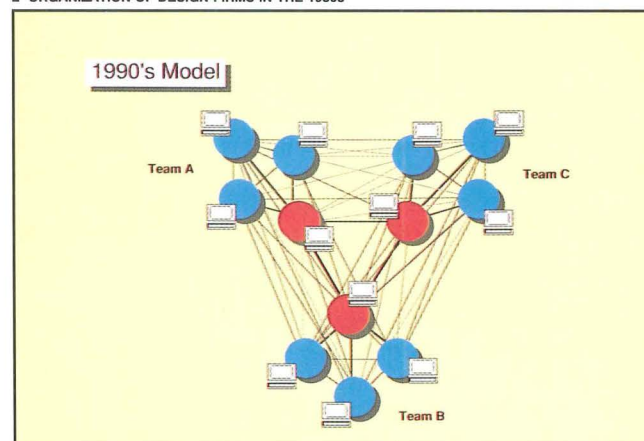 ORGANIZATION OF DESIGN FIRMS IN THE 1990s
1990's Model
Team A
Team C
Team B